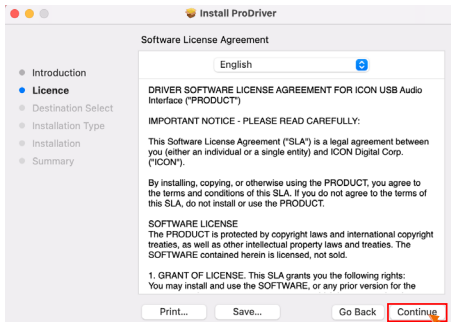 Install ProDriver
Software License Agreement
English
Introduction
Licence
Destination Select
Installation Type
Installation
Summary
DRIVER SOFTWARE LICENSE AGREEMENT FOR ICON USB Audio
Interface ("PRODUCT")
IMPORTANT NOTICE - PLEASE READ CAREFULLY:
This Software License Agreement ("SLA") is a legal agreement between
you (either an individual or a single entity) and ICON Digital Corp.
("ICON").
By installing, copying, or otherwise using the PRODUCT, you agree to
the terms and conditions of this SLA. If you do not agree to the terms of
this SLA, do not install or use the PRODUCT.
SOFTWARE LICENSE
The PRODUCT is protected by copyright laws and international copyright
treaties, as well as other intellectual property laws and treaties. The
SOFTWARE contained herein is licensed, not sold.
1. GRANT OF LICENSE. This SLA grants you the following rights:
You may install and use the SOFTWARE, or any prior version for the
Print... Save... Go Back Continue